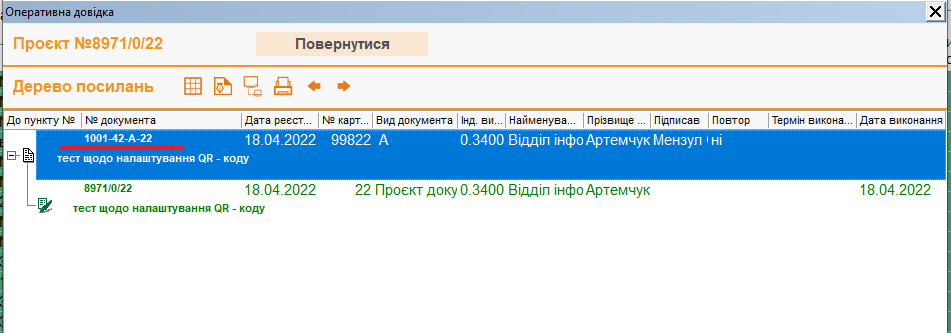 Оперативна довідка
Проєкт №8971/0/22 Повернутися
Дерево посилань
До пункту № № документа Дата реєст... № карт... Вид документа Інд. ви... Найменува... Прізвище ... Підписав Повтор Термін викона... Дата виконання
1001-42-А-22 18.04.2022 99822 А 0.3400 Відділ інфо Артемчук Мензул ні
тест щодо налаштування QR - коду
8971/0/22 18.04.2022 22 Проєкт доку 0.3400 Відділ інфо Артемчук 18.04.2022
тест щодо налаштування QR - коду